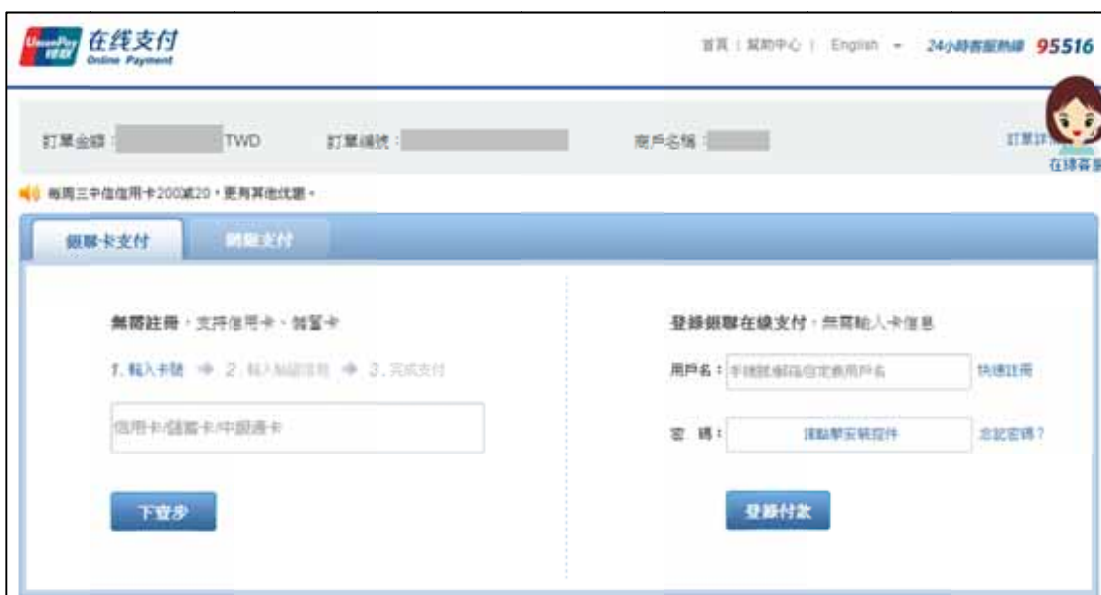 UnionPay 银联 在线支付
Online Payment
首頁 | 幫助中心 | English 24小時客服熱線 95516
訂單金額： TWD 訂單編號： 商戶名稱： 訂單詳
在線客服
每周三中信信用卡200减20，更有其他优惠。
銀聯卡支付 網銀支付
無需註冊，支持信用卡、儲蓄卡
1. 輸入卡號 2. 輸入驗證信息 3. 完成支付
信用卡/儲蓄卡/中銀通卡
下壹步
登錄銀聯在線支付，無需輸入卡信息
用戶名： 手機號/郵箱/自定義用戶名 快速註冊
密 碼： 請點擊安裝控件 忘記密碼？
登錄付款